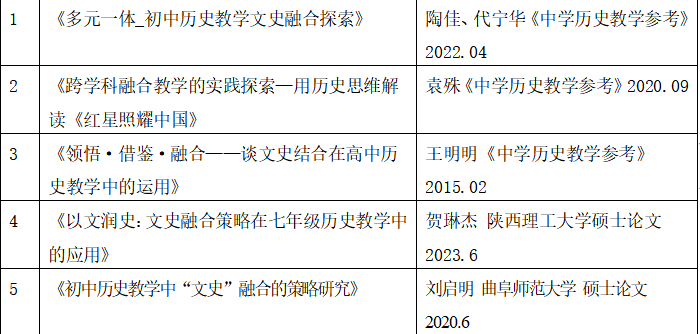 1 《多元一体_初中历史教学文史融合探索》 陶佳、代宁华《中学历史教学参考》
2022.04
2 《跨学科融合教学的实践探索—用历史思维解 袁殊《中学历史教学参考》2020.09
读《红星照耀中国》
3 《领悟·借鉴·融合——谈文史结合在高中历 王明明《中学历史教学参考》
史教学中的运用》 2015.02
4 《以文润史：文史融合策略在七年级历史教学中 贺琳杰 陕西理工大学硕士论文
的应用》 2023.6
5 《初中历史教学中“文史”融合的策略研究》 刘启明 曲阜师范大学 硕士论文
2020.6